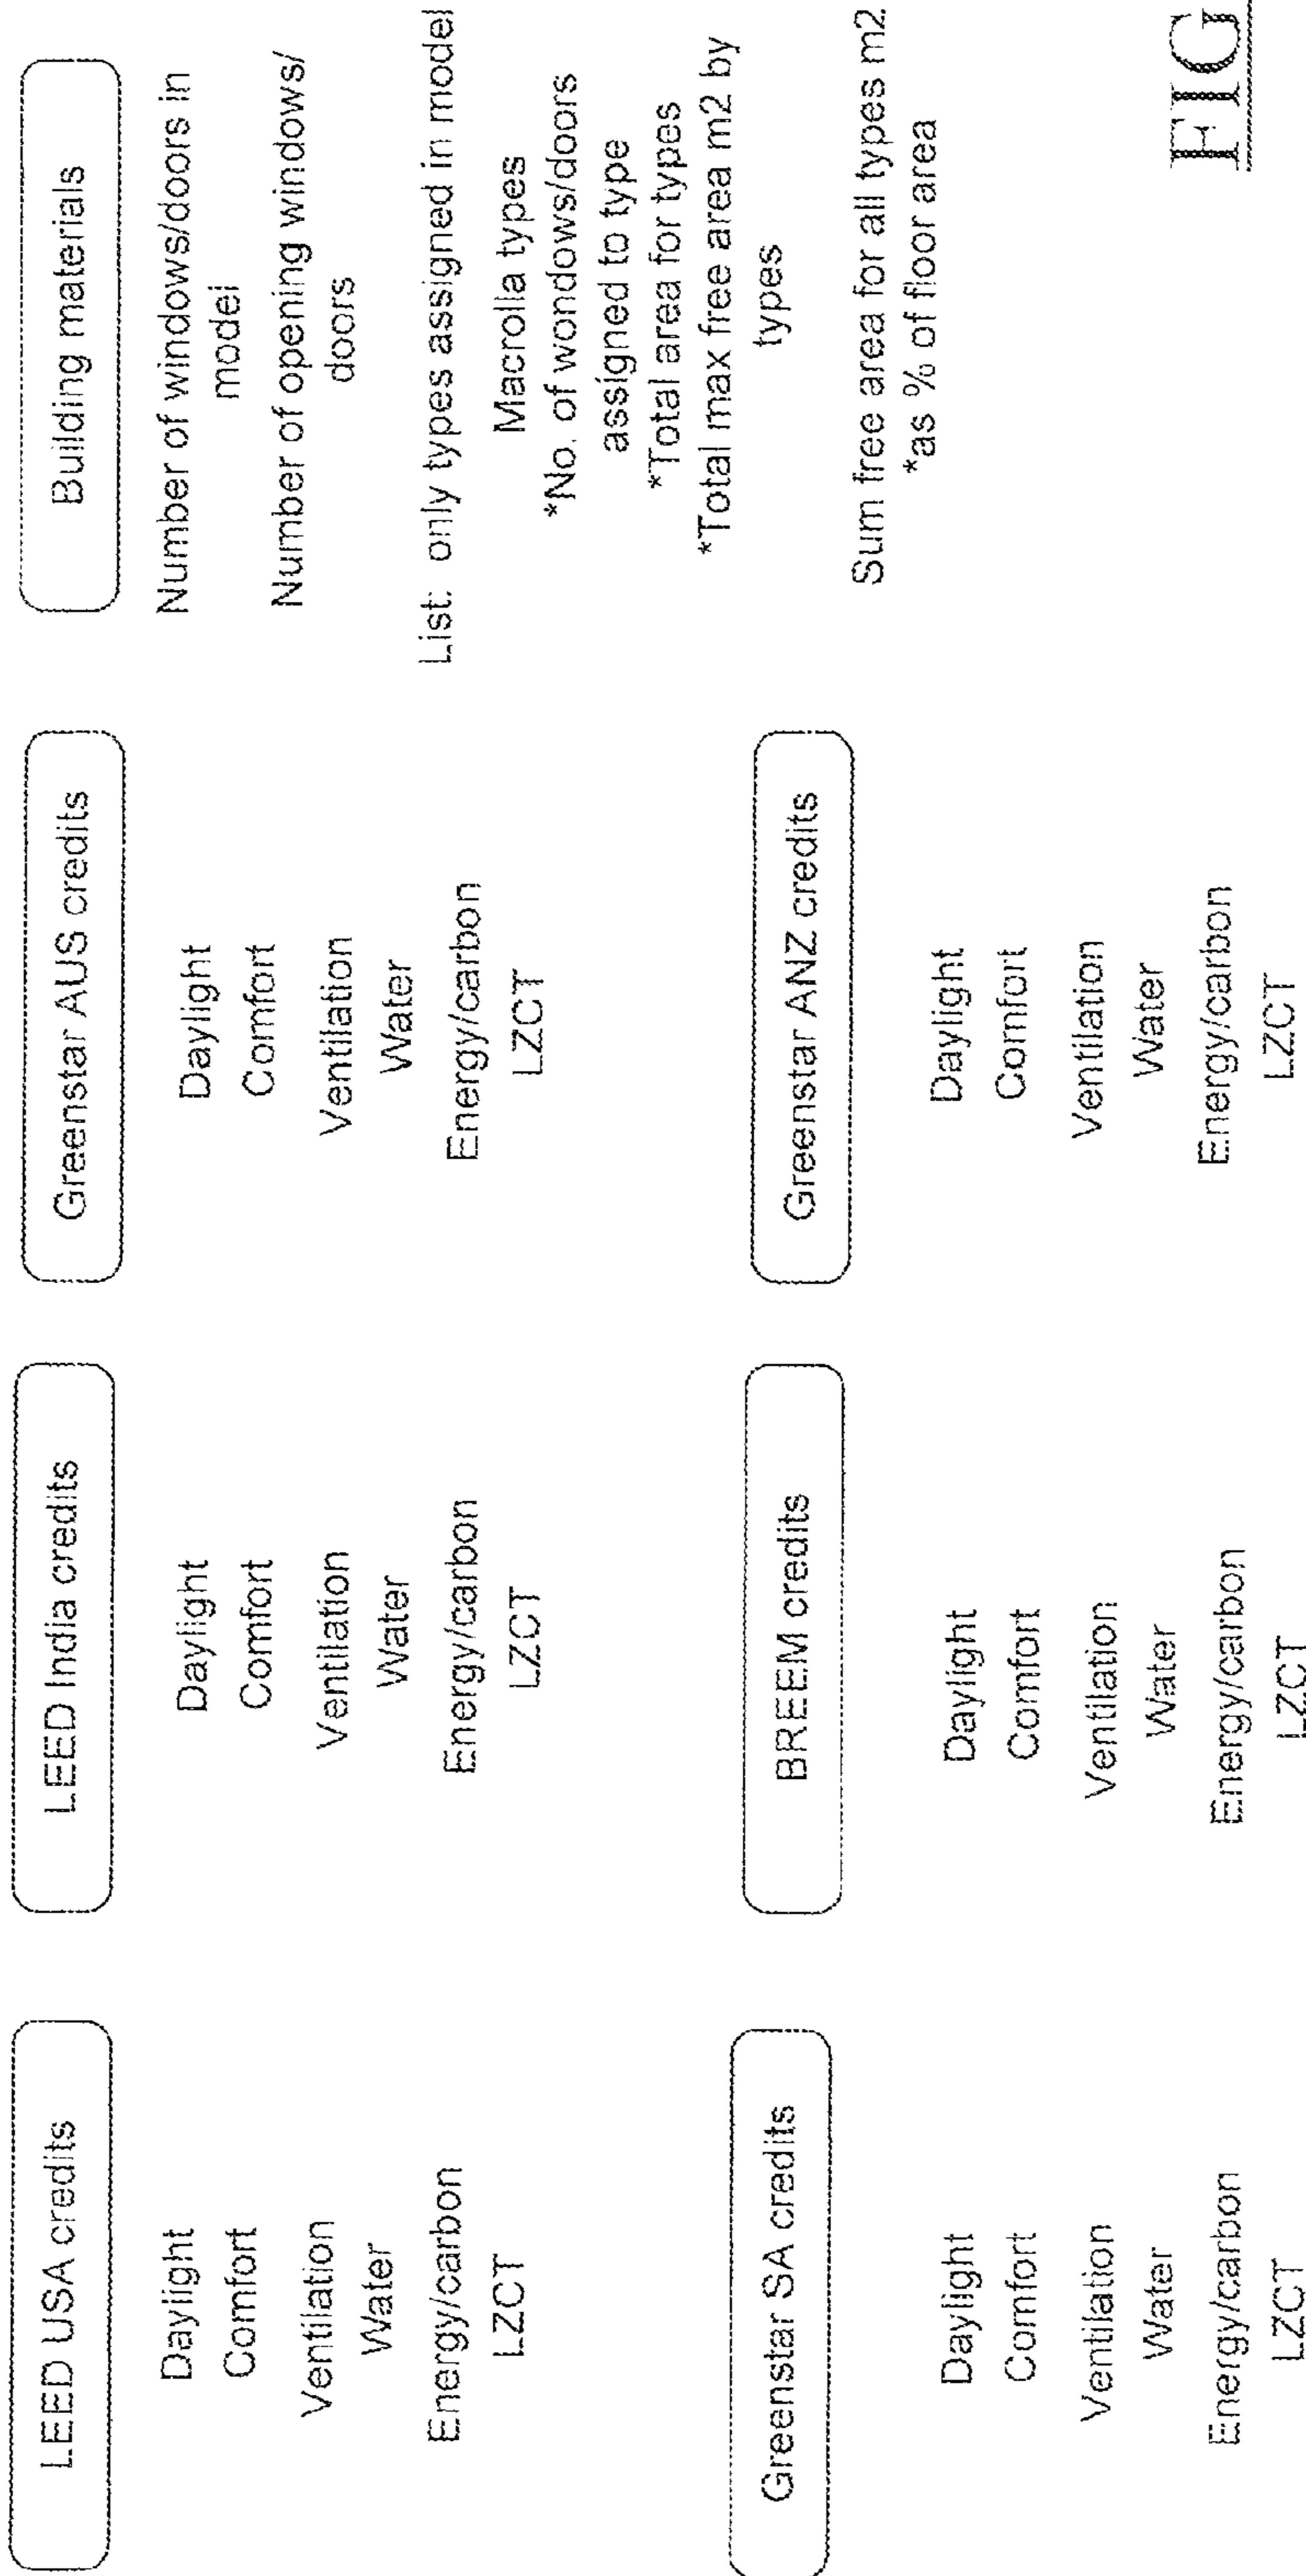 LEED USA credits
Daylight
Comfort
Ventilation
Water
Energy/carbon
LZCT
LEED India credits
Daylight
Comfort
Ventilation
Water
Energy/carbon
LZCT
Greenstar AUS credits
Daylight
Comfort
Ventilation
Water
Energy/carbon
LZCT
Building materials
Number of windows/doors in
model
Number of opening windows/
doors
List: only types assigned in model
Macrolla types
*No. of wondows/doors
assigned to type
*Total area for types
*Total max free area m2 by
types
Sum free area for all types m2
*as % of floor area
Greenstar SA credits
Daylight
Comfort
Ventilation
Water
Energy/carbon
LZCT
BREEM credits
Daylight
Comfort
Ventilation
Water
Energy/carbon
LZCT
Greenstar ANZ credits
Daylight
Comfort
Ventilation
Water
Energy/carbon
LZCT
FIG